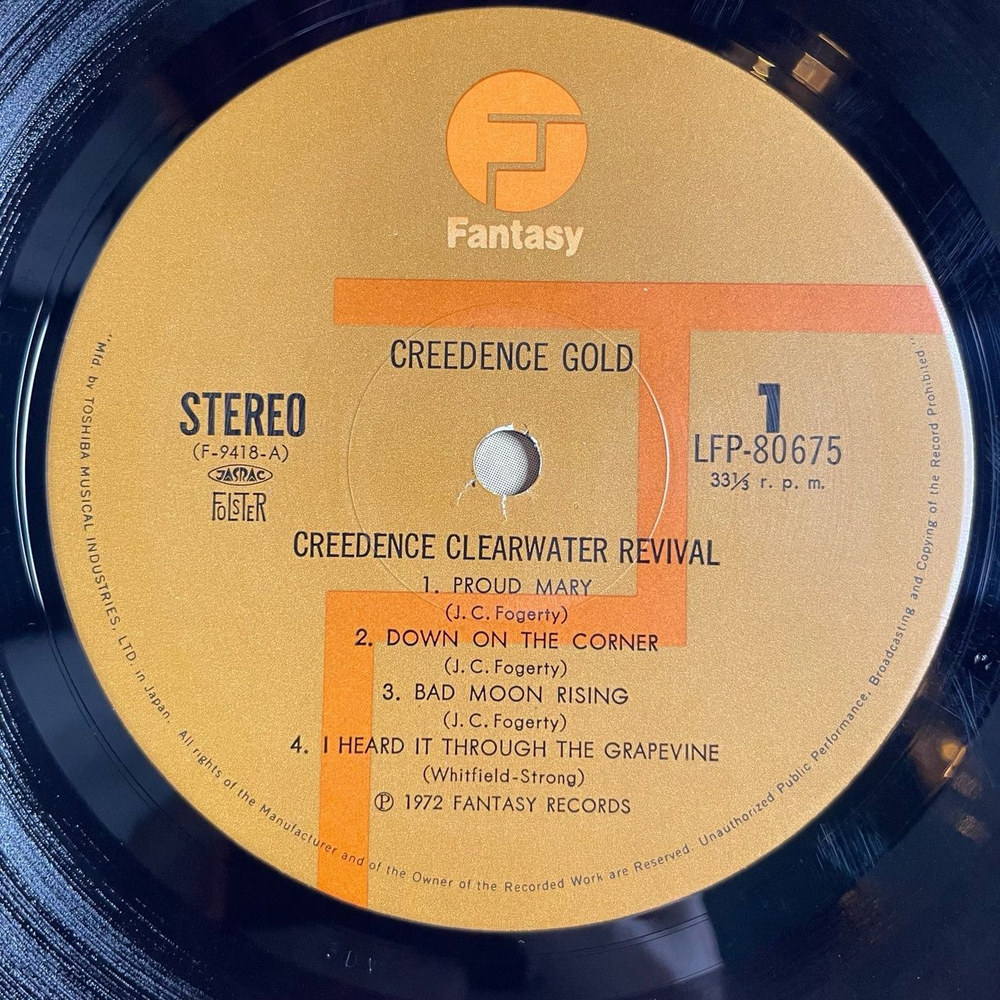 Fantasy
CREEDENCE GOLD
STEREO
(F-9418-A)
JASRAC
FOLSTER
1
LFP-80675
33⅓ r. p. m.
CREEDENCE CLEARWATER REVIVAL
1. PROUD MARY
(J. C. Fogerty)
2. DOWN ON THE CORNER
(J. C. Fogerty)
3. BAD MOON RISING
(J. C. Fogerty)
4. I HEARD IT THROUGH THE GRAPEVINE
(Whitfield-Strong)
Ⓟ 1972 FANTASY RECORDS
"Mfd. by TOSHIBA MUSICAL INDUSTRIES, LTD. in Japan. All rights of the Manufacturer and of the Owner of the Recorded Work are Reserved. Unauthorized Public Performance, Broadcasting and Copying of the Record Prohibited"